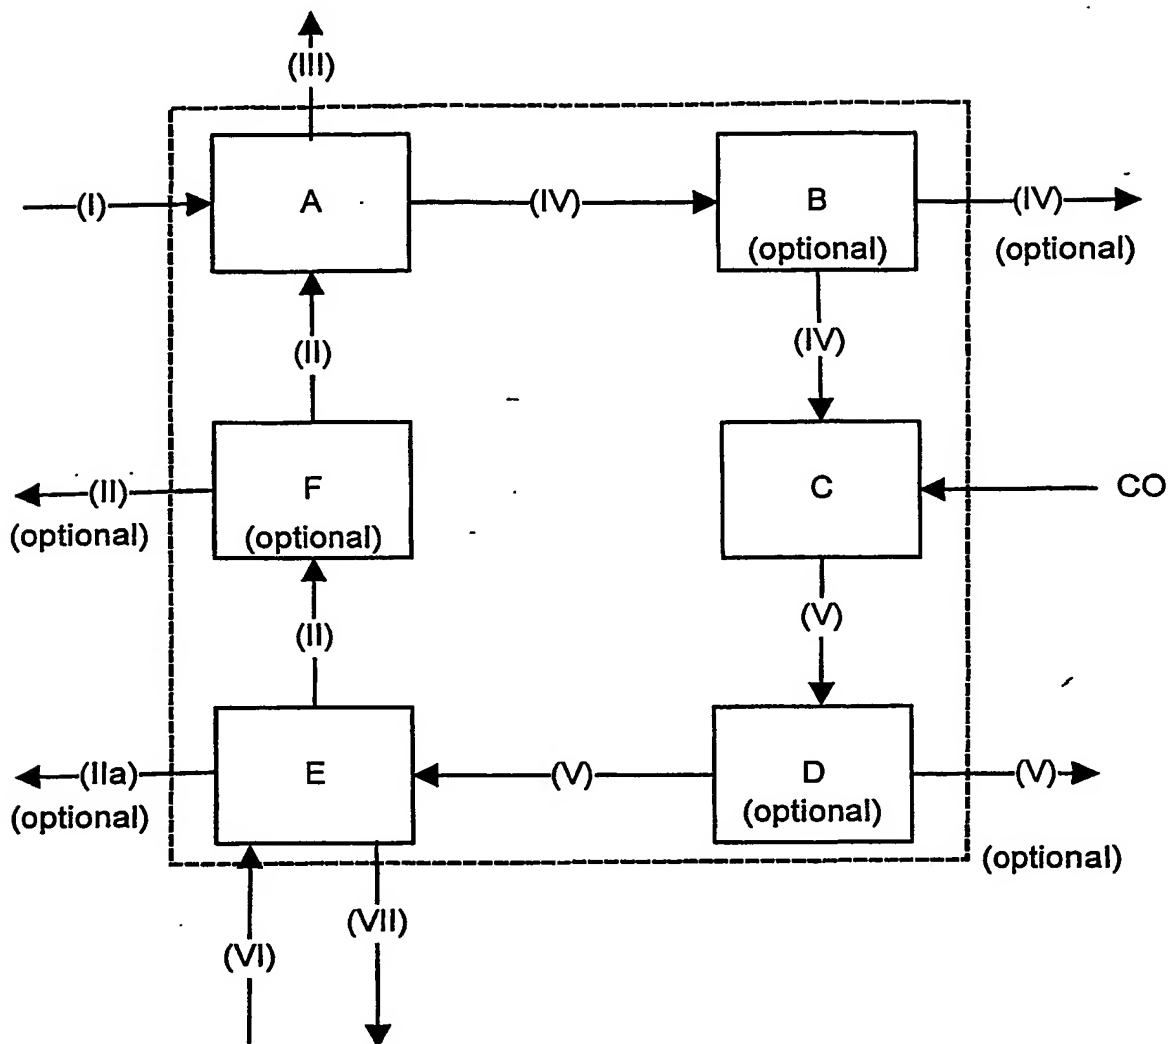 (III)
(I)
A
(IV)
B
(optional)
(IV)
(optional)
(II)
(IV)
(II)
(optional)
F
(optional)
C
CO
(II)
(V)
(IIa)
(optional)
E
(V)
D
(optional)
(V)
(optional)
(VI)
(VII)